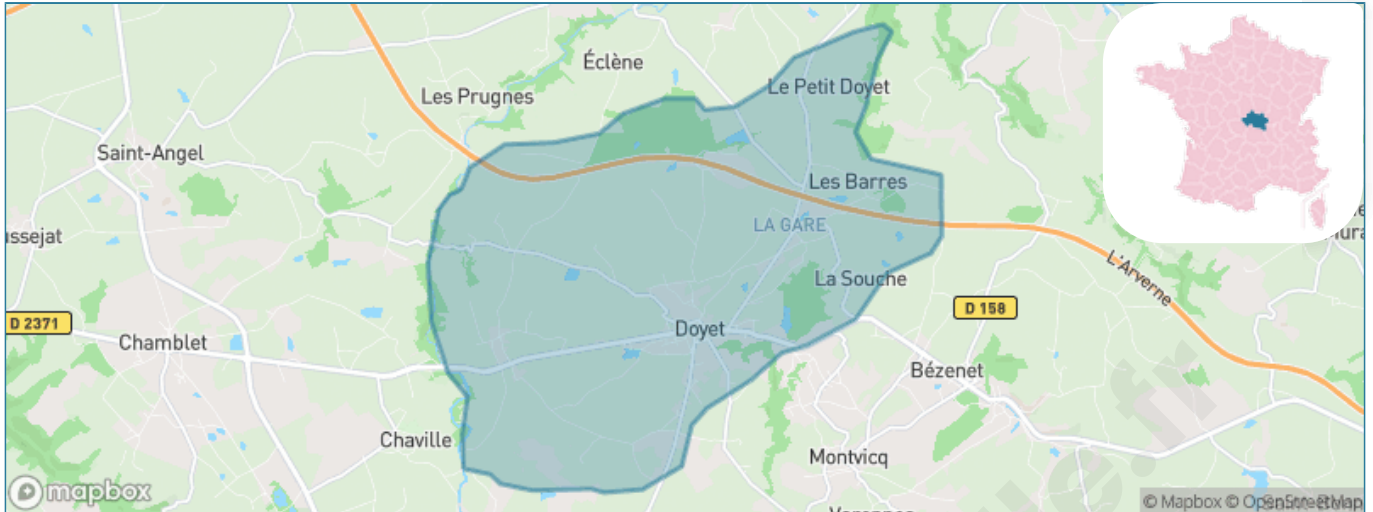 Éclène
Le Petit Doyet
Les Prugnes
Saint-Angel
Les Barres
LA GARE
ssejat
L'Arverne
La Souche
D 158
D 2371
Doyet
Chamblet
Bézenet
Chaville
Montvicq
mapbox
© Mapbox © OpenStreetMap